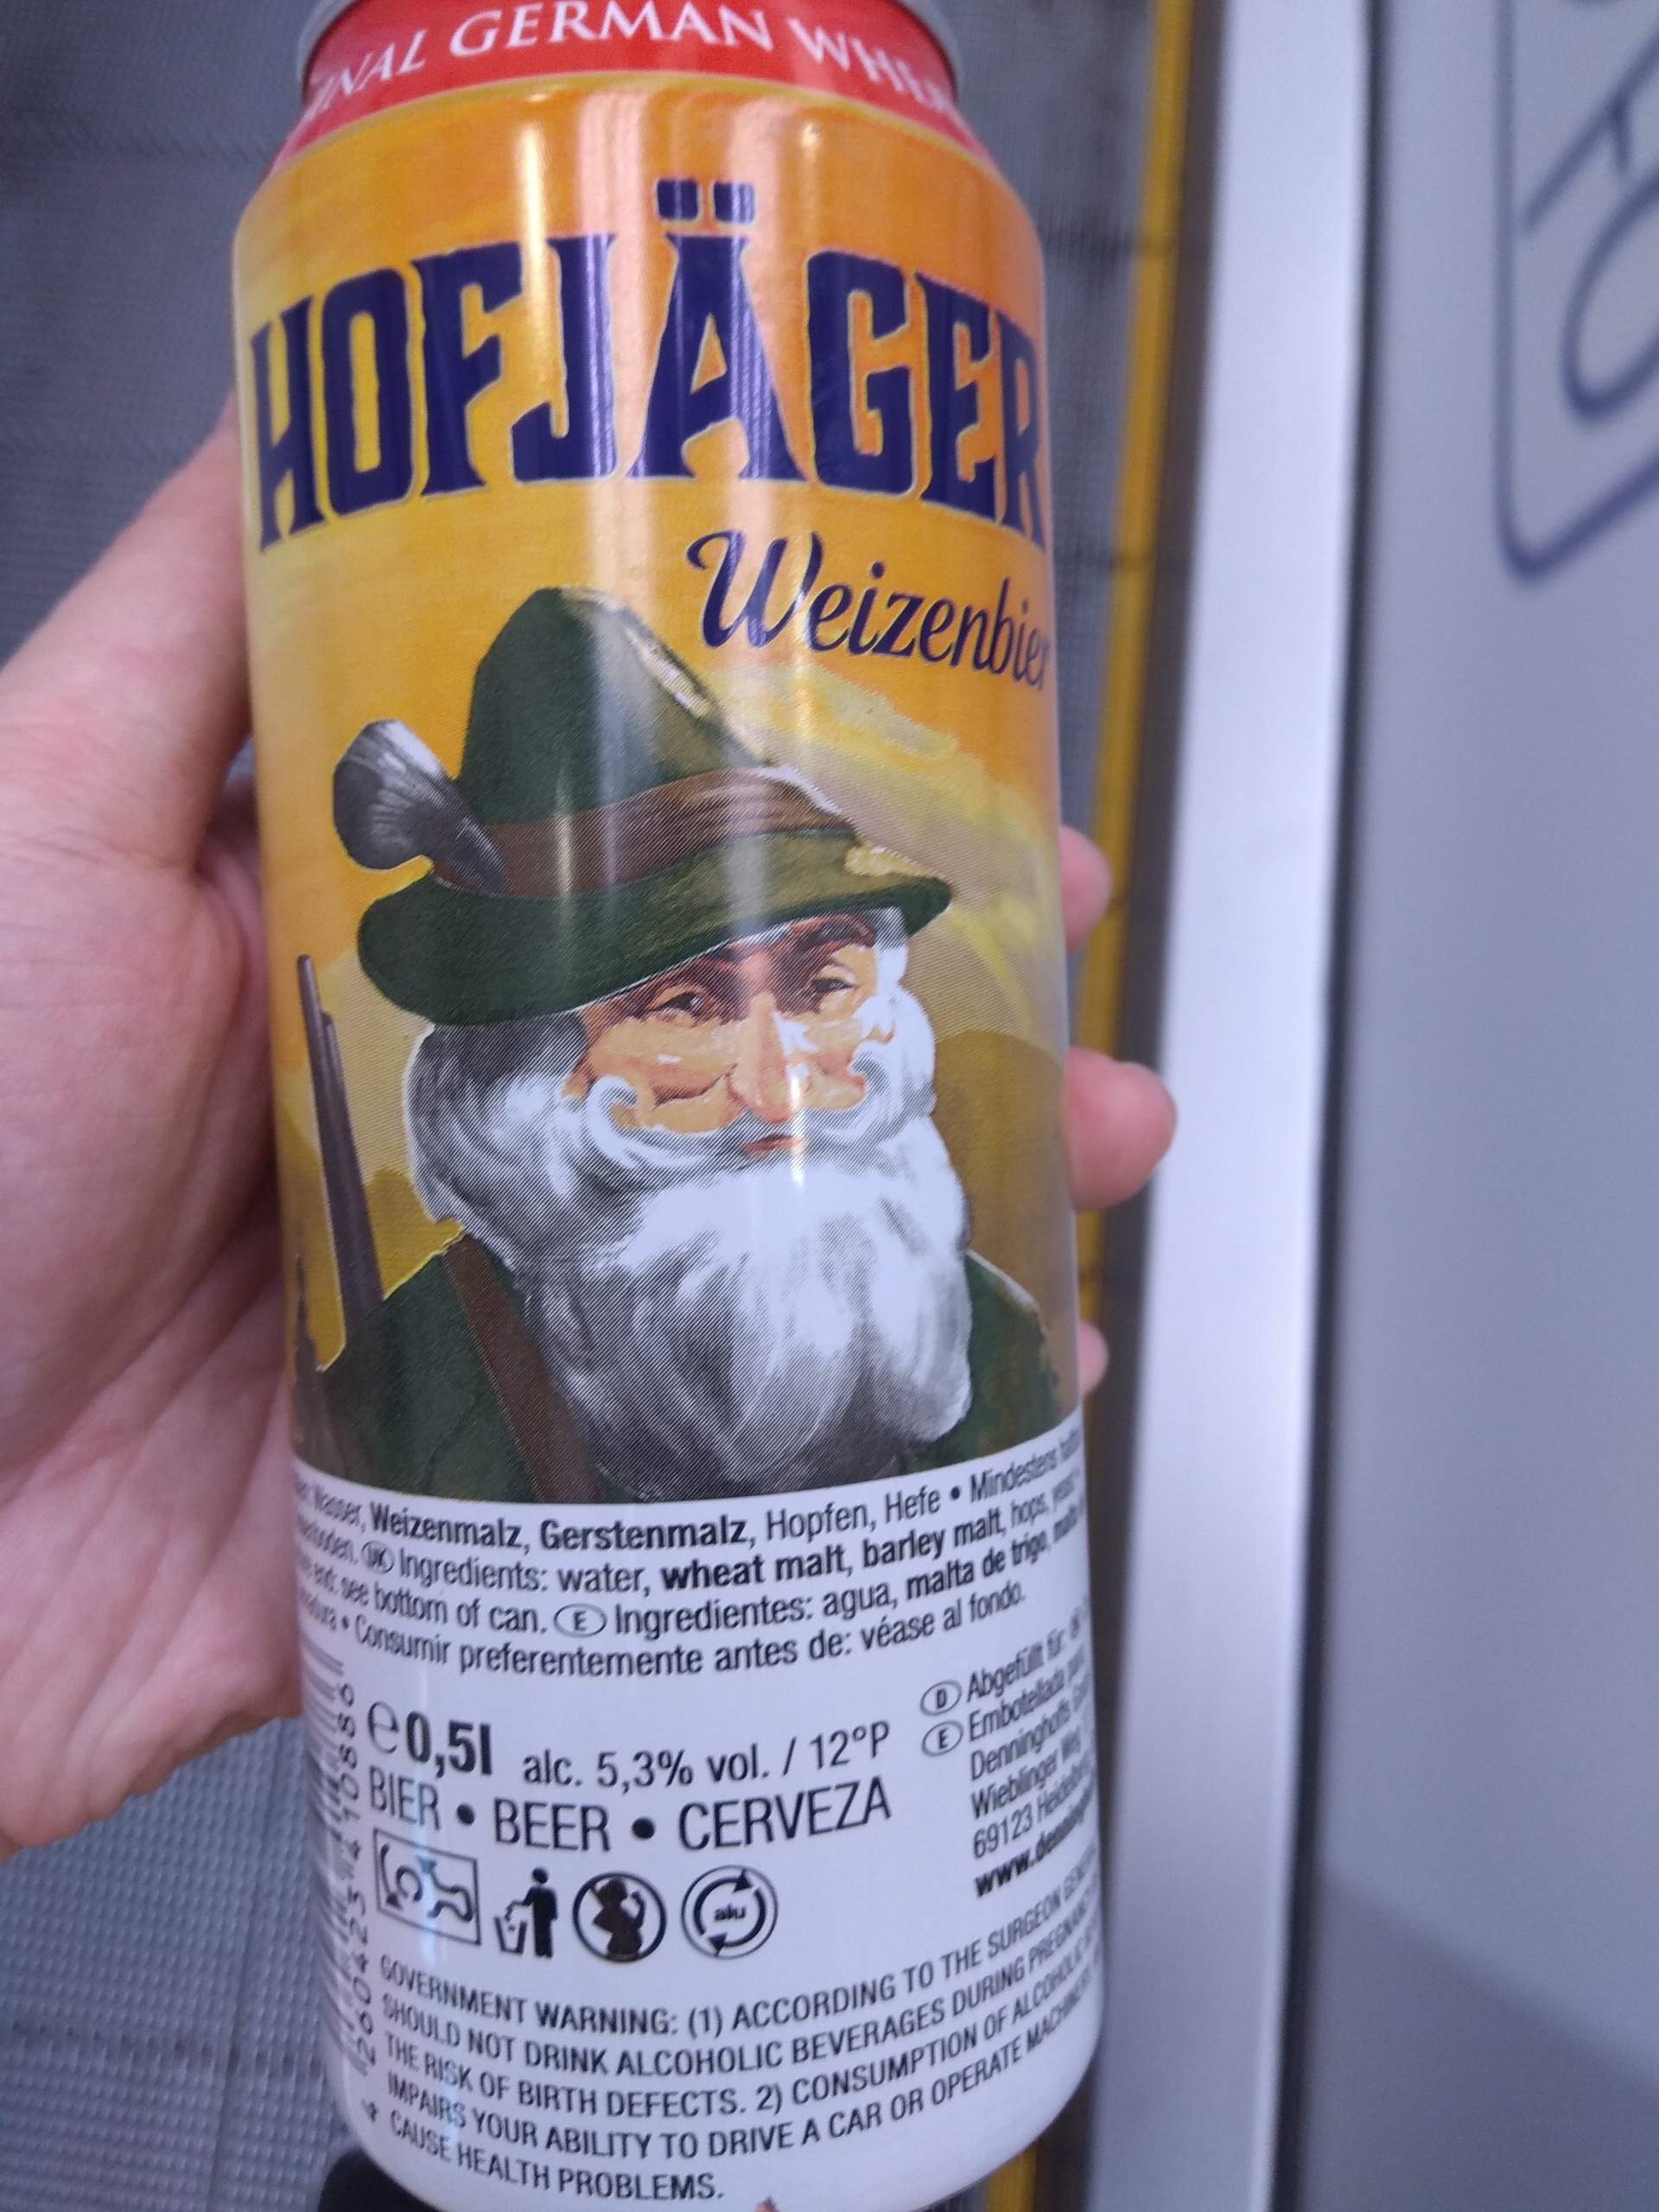 GERMAN
HOFJÄGER
Weizenbier
Wasser, Weizenmalz, Gerstenmalz, Hopfen, Hefe • Mindestens
UK Ingredients: water, wheat malt, barley malt, hops, yeast
end: see bottom of can. E Ingredientes: agua, malta de trigo,
• Consumir preferentemente antes de: véase al fondo.
e 0,5l alc. 5,3% vol. / 12°P
BIER • BEER • CERVEZA
D Abgefüllt für:
E Embotellada para:
Denninghoffs
Wieblinger Weg
69123
alu
GOVERNMENT WARNING: (1) ACCORDING TO THE SURGEON
SHOULD NOT DRINK ALCOHOLIC BEVERAGES DURING
THE RISK OF BIRTH DEFECTS. 2) CONSUMPTION OF ALCOHOLIC
IMPAIRS YOUR ABILITY TO DRIVE A CAR OR OPERATE
CAUSE HEALTH PROBLEMS.